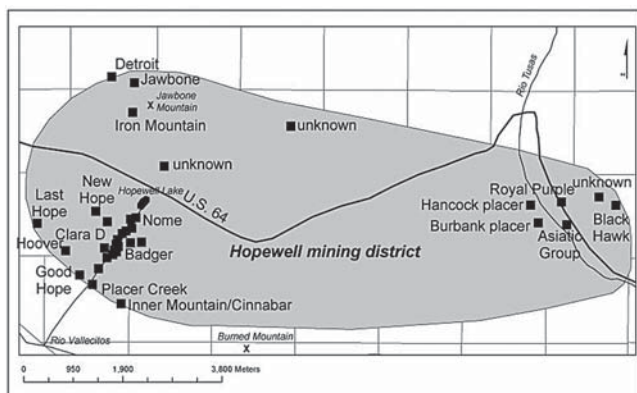 Detroit
Jawbone
Jawbone
Mountain
Iron Mountain
unknown
Rio Tusas
unknown
Hopewell Lake
New
Hope
Last
Hope
Nome
U.S. 64
Royal Purple
unknown
Hancock placer
Black
Hawk
Clara D
Hoover
Badger
Burbank placer
Asiatic
Group
Hopewell mining district
Good
Hope
Placer Creek
Inner Mountain/Cinnabar
Rio Vallecitos
Burned Mountain
0 950 1,900 3,800 Meters